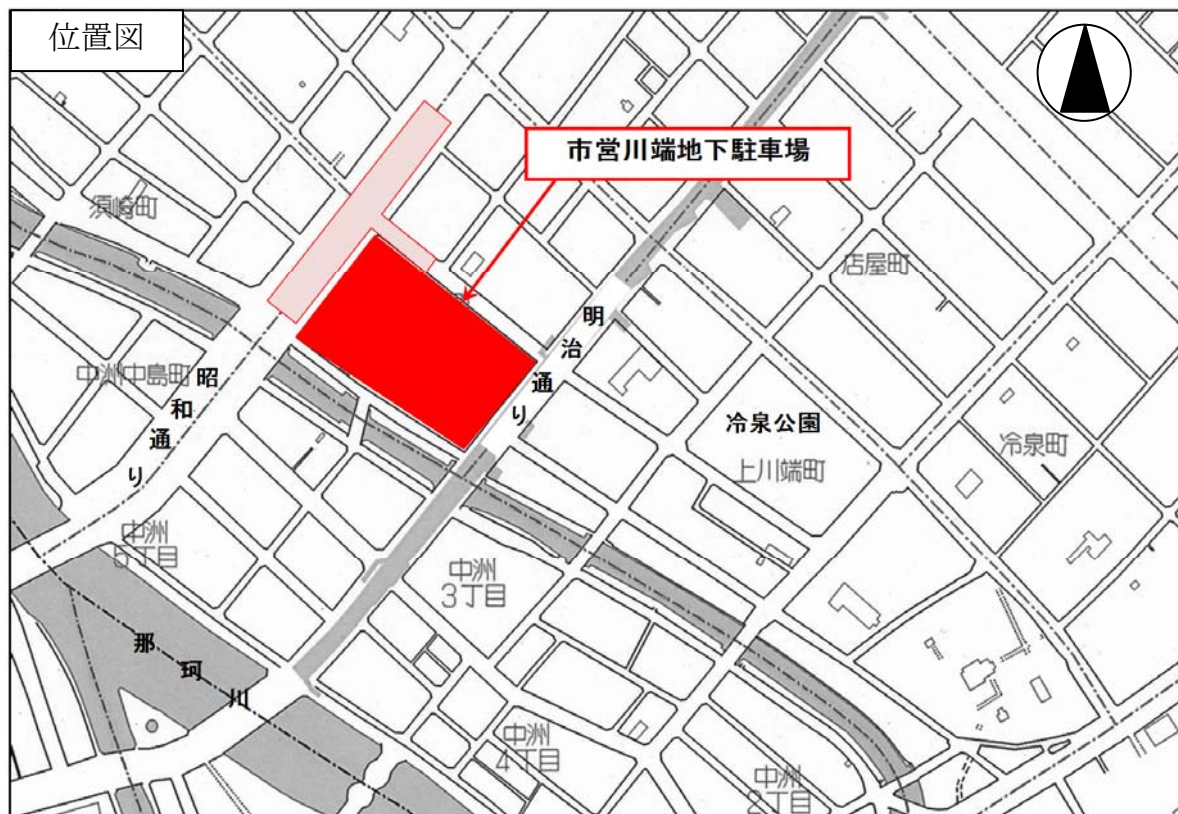 位置図
市営川端地下駐車場
須崎町
店屋町
明治通り
中洲中島町
昭和通り
冷泉公園
冷泉町
上川端町
中洲
5丁目
中洲
3丁目
那珂川
中洲
4丁目
中洲
2丁目